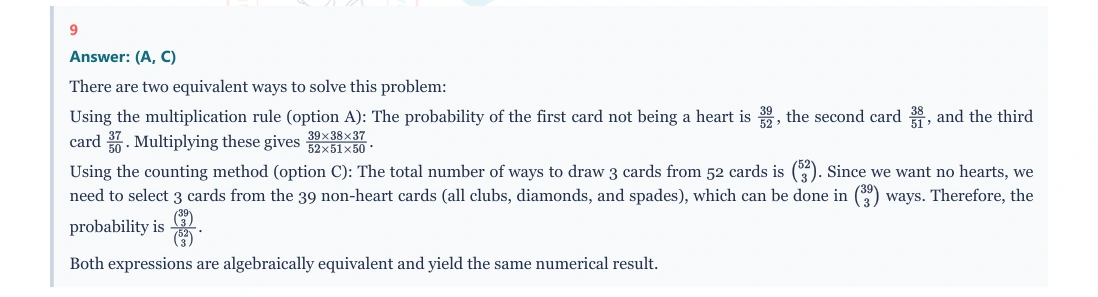 9
Answer: (A, C)
There are two equivalent ways to solve this problem:
Using the multiplication rule (option A): The probability of the first card not being a heart is 39/52, the second card 38/51, and the third
card 37/50. Multiplying these gives 39×38×37/52×51×50.
Using the counting method (option C): The total number of ways to draw 3 cards from 52 cards is (52 3). Since we want no hearts, we
need to select 3 cards from the 39 non-heart cards (all clubs, diamonds, and spades), which can be done in (39 3) ways. Therefore, the
probability is (39 3)/(52 3).
Both expressions are algebraically equivalent and yield the same numerical result.